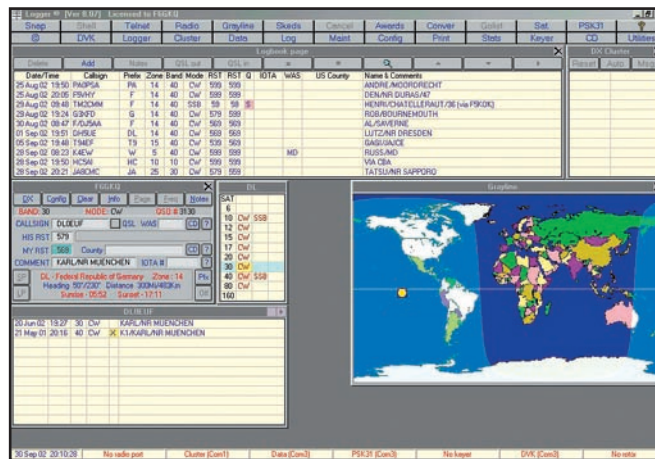 Logger [Ver 8.07] Licensed to F6GKQ
Snap Shell Telnet Radio Grayline Skeds Cancel Awards Conver Golist Sat PSK31
DVK Logger Cluster Data Log Maint Config Print Stats Keyer CD Utilities
Logbook page
DX Cluster
Delete Add Notes QSL out QSL in
Reset Auto Msg
Date/Time Callsign Prefix Zone Band Mode RST RST Q IOTA WAS US County Name & Comments
25 Aug 02 19:50 PA0PSA PA 14 40 CW 599 599 ANDRE/MOORDRECHT
25 Aug 02 20:05 F5VHY F 14 40 CW 569 569 DEN/NR DURAS/47
29 Aug 02 09:48 TM2CMM F 14 40 SSB 59 59 S HENRI/CHATELLERAULT/36 (via F5KOK)
29 Aug 02 19:24 G3XFD G 14 40 CW 579 599 ROB/BOURNEMOUTH
30 Aug 02 08:47 F/DJ5AA F 14 40 CW 569 569 AL/SAVERNE
01 Sep 02 19:51 DH9UE DL 14 40 CW 569 569 LUTZ/NR DRESDEN
26 Sep 02 19:48 T94EF T9 15 40 CW 539 569 GAGI/JAJCE
28 Sep 02 08:23 K4EW W 5 40 CW 599 599 MD RUSS/MD
28 Sep 02 19:50 HC5AI HC 10 10 CW 599 599 VIA CBA
28 Sep 02 20:21 JA8CMC JA 25 30 CW 579 579 TATSU/NR SAPPORO
F6GKQ
DL
Grayline
DX Config Clear Info Page Freq Notes
BAND: 30 MODE: CW QSO # 3130
CALLSIGN DL0EUF QSL WAS CD ?
HIS RST 579
MY RST 569 County CD ?
COMMENT KARL/NR MUENCHEN IOTA # ?
SP DL - Federal Republic of Germany Zone : 14 Pfx
Heading 50°/230° Distance 300Mi/483Km
LP Sunrise - 05:52 Sunset - 17:11 Off
SAT
6
10 CW SSB
12 CW
15 CW
17 CW
20 CW
30 CW
40 CW SSB
80 CW
160
DL0EUF
20 Jun 02 19:27 30 CW KARL/NR MUENCHEN
21 May 01 20:16 40 CW X K1/KARL/NR MUENCHEN
30 Sep 02 20:10:28 No radio port Cluster (Com1) Data (Com3) PSK31 (Com3) No keyer DVK (Com3) No rotor